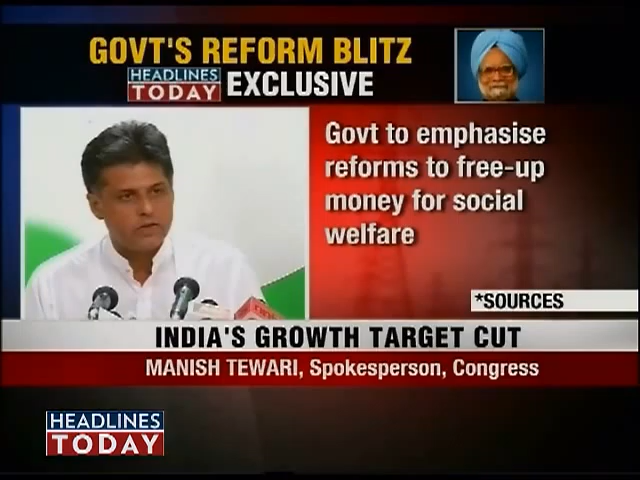 GOVT'S REFORM BLITZ
HEADLINES TODAY EXCLUSIVE
Govt to emphasise
reforms to free-up
money for social
welfare
*SOURCES
INDIA'S GROWTH TARGET CUT
MANISH TEWARI, Spokesperson, Congress
HEADLINES
TODAY